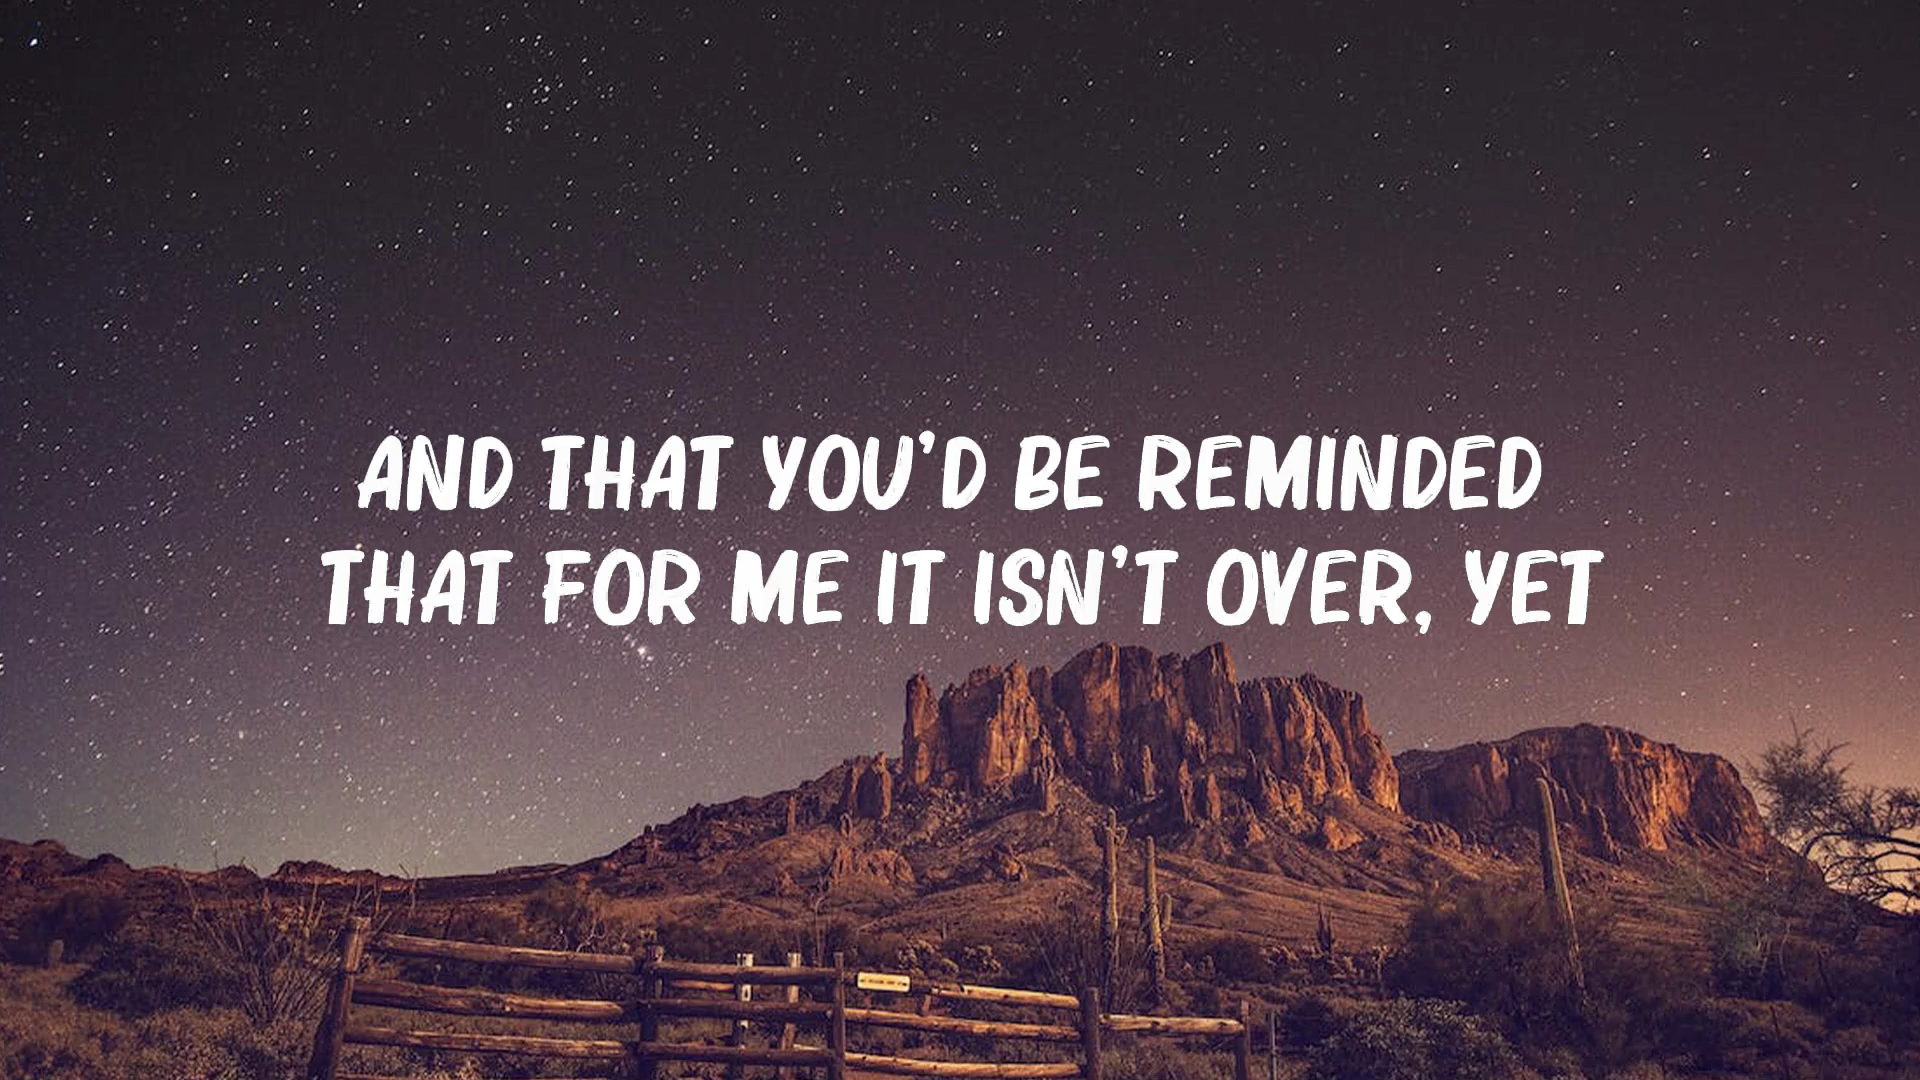 AND THAT YOU'D BE REMINDED
THAT FOR ME IT ISN'T OVER, YET